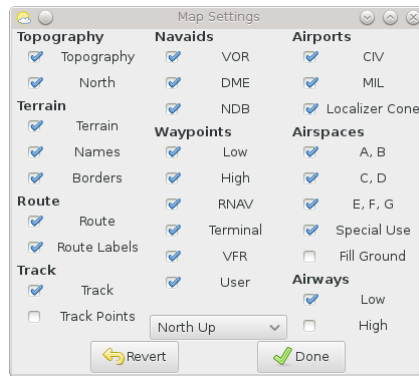 Map Settings
Topography
Topography
North
Terrain
Terrain
Names
Borders
Route
Route
Route Labels
Track
Track
Track Points
Navaids
VOR
DME
NDB
Waypoints
Low
High
RNAV
Terminal
VFR
User
North Up
Airports
CIV
MIL
Localizer Cone
Airspaces
A, B
C, D
E, F, G
Special Use
Fill Ground
Airways
Low
High
Revert
Done